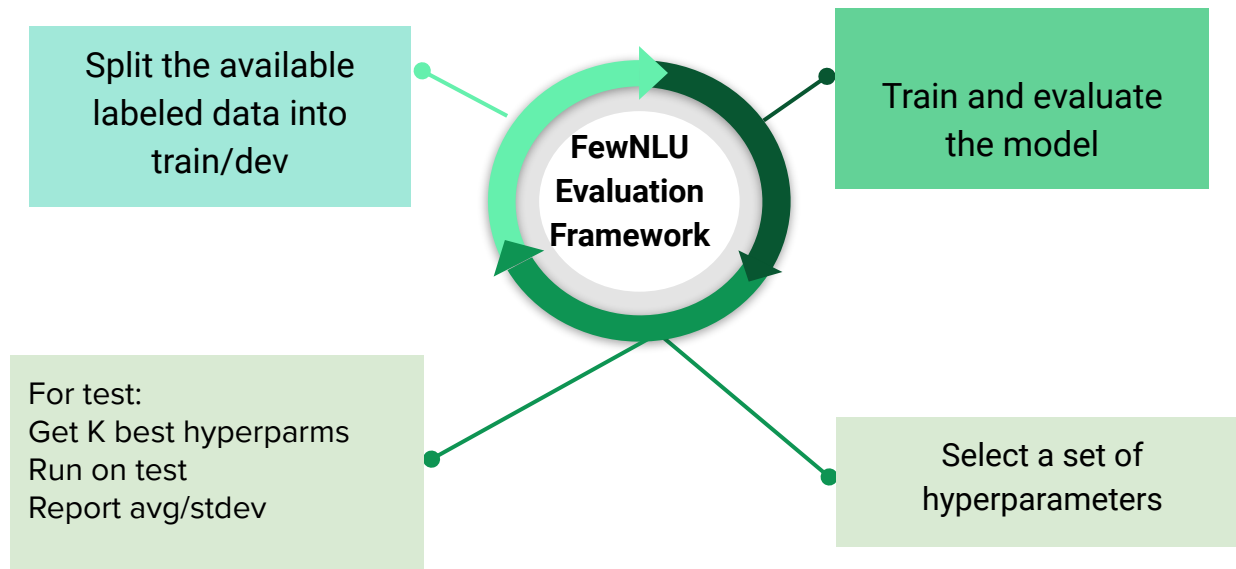 Split the available
labeled data into
train/dev
FewNLU
Evaluation
Framework
Train and evaluate
the model
For test:
Get K best hyperparms
Run on test
Report avg/stdev
Select a set of
hyperparameters